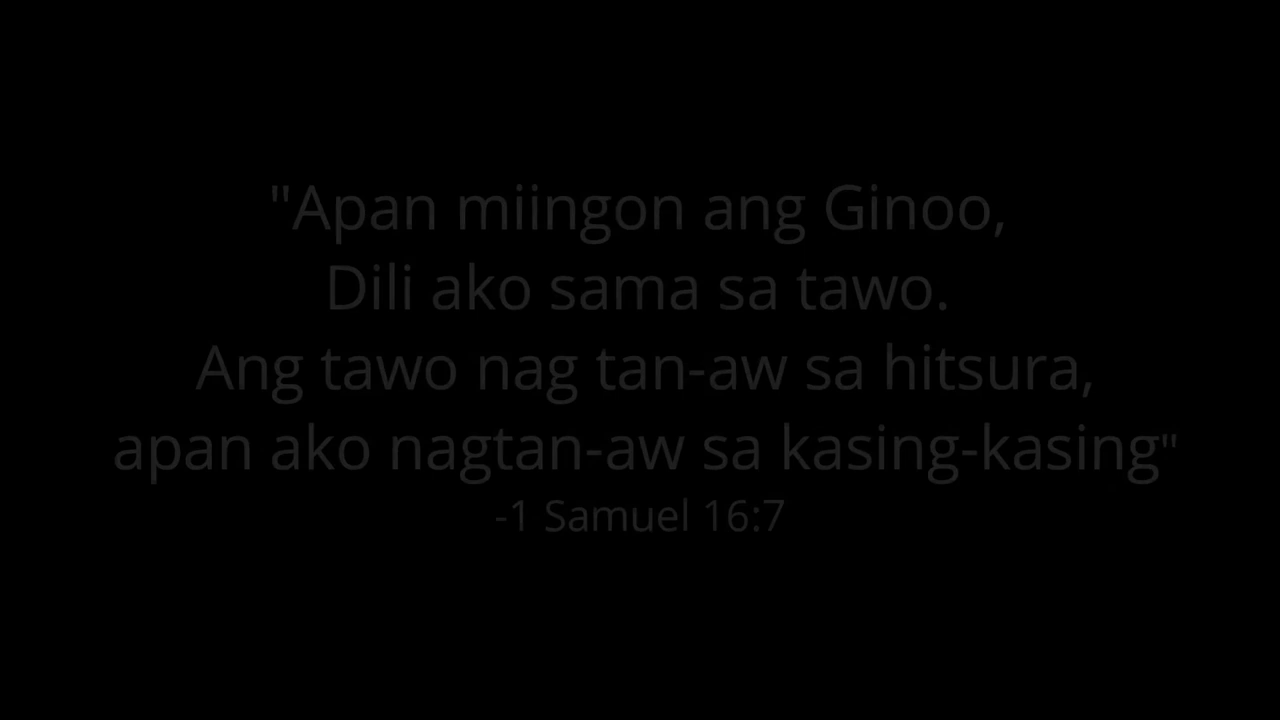 "Apan miingon ang Ginoo,
Dili ako sama sa tawo.
Ang tawo nag tan-aw sa hitsura,
apan ako nagtan-aw sa kasing-kasing"
-1 Samuel 16:7